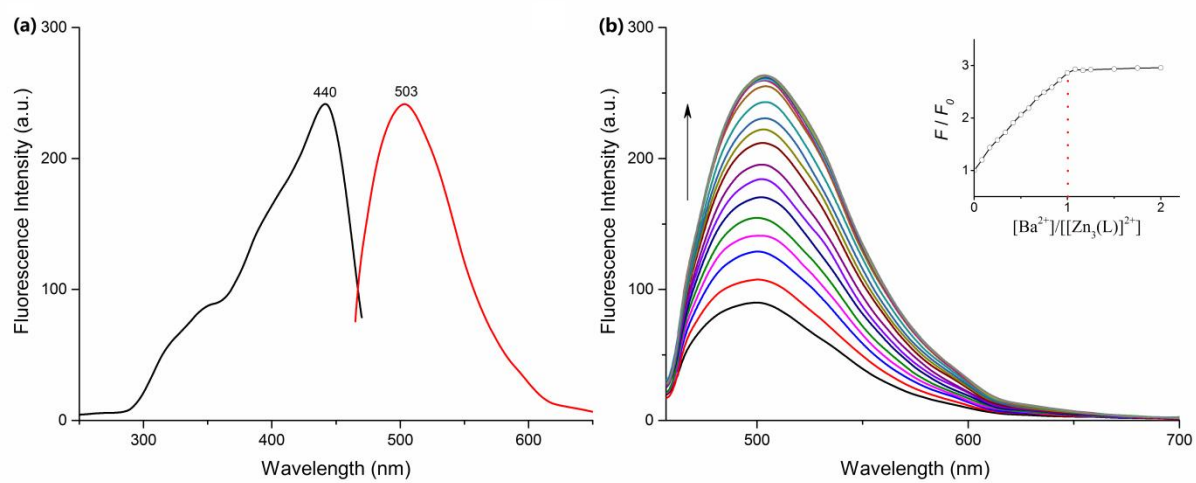 (a)
300
200
100
0
Fluorescence Intensity (a.u.)
440
503
300
400
500
600
Wavelength (nm)
(b)
300
200
100
0
Fluorescence Intensity (a.u.)
500
600
700
Wavelength (nm)
3
2
1
F / F₀
0
1
2
[Ba²⁺]/[[Zn₃(L)]²⁺]